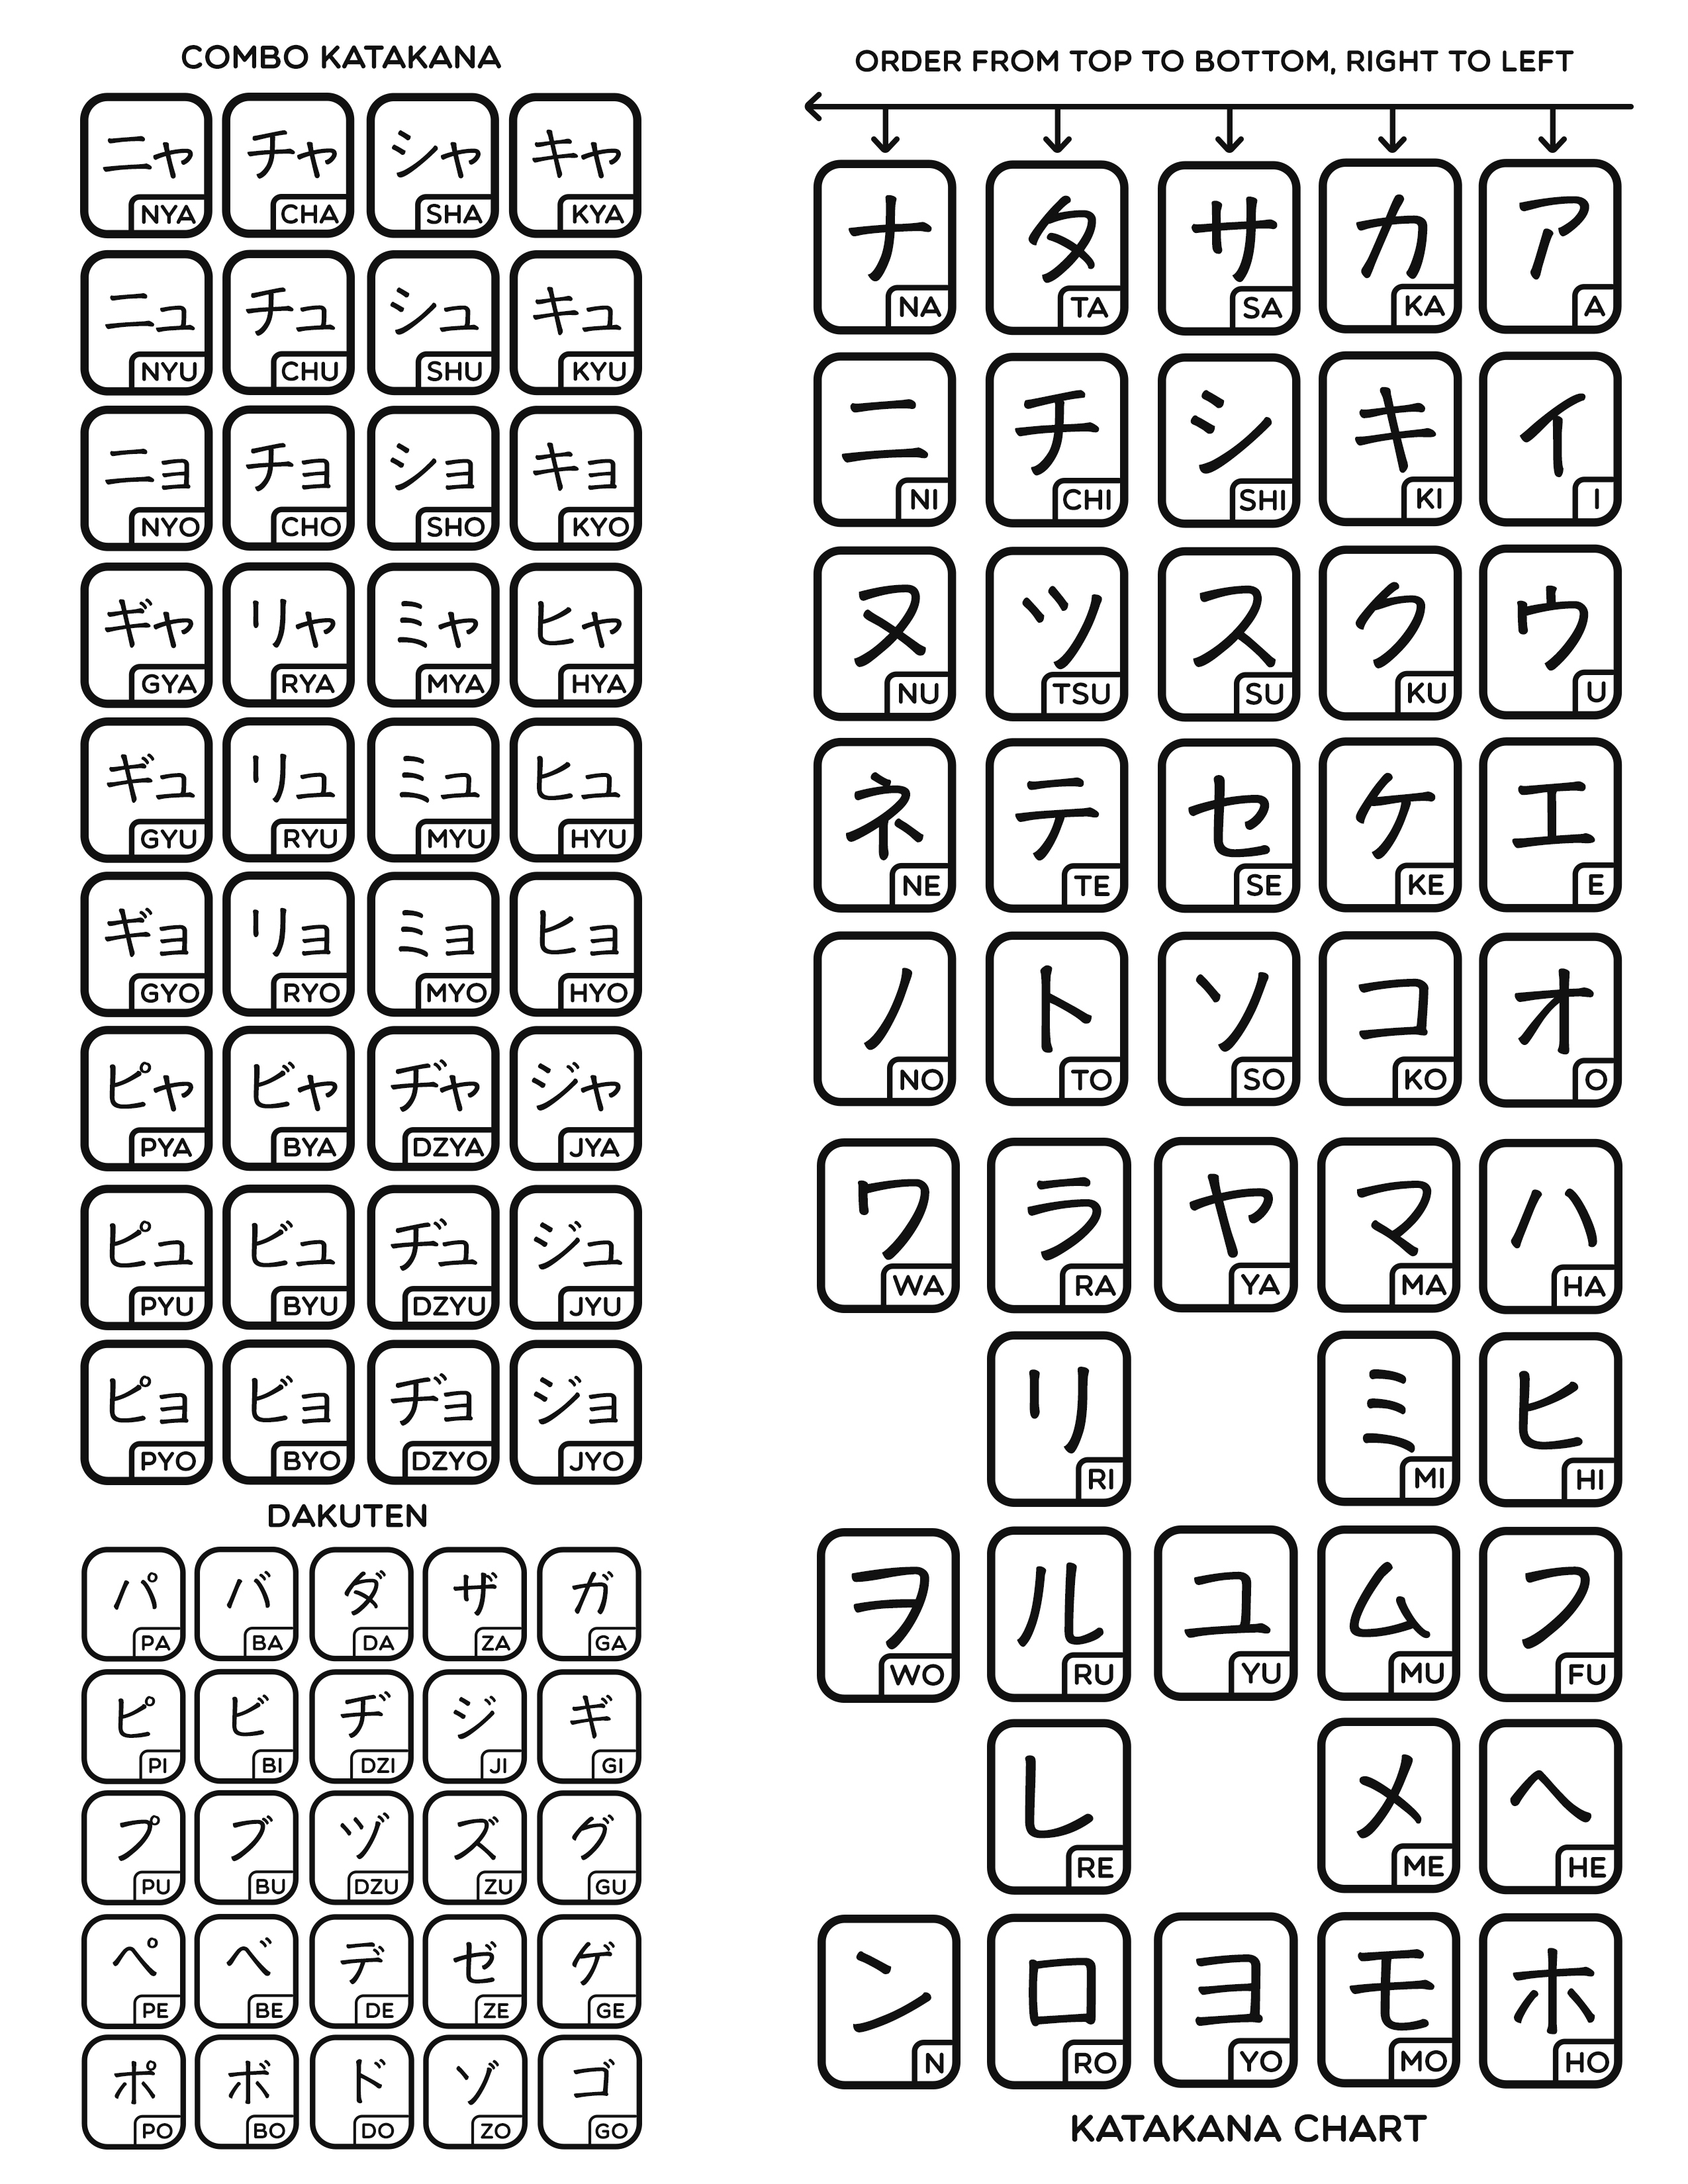 COMBO KATAKANA
ニャ NYA チャ CHA シャ SHA キャ KYA
ニュ NYU チュ CHU シュ SHU キュ KYU
ニョ NYO チョ CHO ショ SHO キョ KYO
ギャ GYA リャ RYA ミャ MYA ヒャ HYA
ギュ GYU リュ RYU ミュ MYU ヒュ HYU
ギョ GYO リョ RYO ミョ MYO ヒョ HYO
ピャ PYA ビャ BYA ヂャ DZYA ジャ JYA
ピュ PYU ビュ BYU ヂュ DZYU ジュ JYU
ピョ PYO ビョ BYO ヂョ DZYO ジョ JYO
DAKUTEN
パ PA バ BA ダ DA ザ ZA ガ GA
ピ PI ビ BI ヂ DZI ジ JI ギ GI
プ PU ブ BU ヅ DZU ズ ZU グ GU
ペ PE ベ BE デ DE ゼ ZE ゲ GE
ポ PO ボ BO ド DO ゾ ZO ゴ GO
ORDER FROM TOP TO BOTTOM, RIGHT TO LEFT
ナ NA タ TA サ SA カ KA ア A
ニ NI チ CHI シ SHI キ KI イ I
ヌ NU ツ TSU ス SU ク KU ウ U
ネ NE テ TE セ SE ケ KE エ E
ノ NO ト TO ソ SO コ KO オ O
ワ WA ラ RA ヤ YA マ MA ハ HA
リ RI ミ MI ヒ HI
ヲ WO ル RU ユ YU ム MU フ FU
レ RE メ ME ヘ HE
ン N ロ RO ヨ YO モ MO ホ HO
KATAKANA CHART